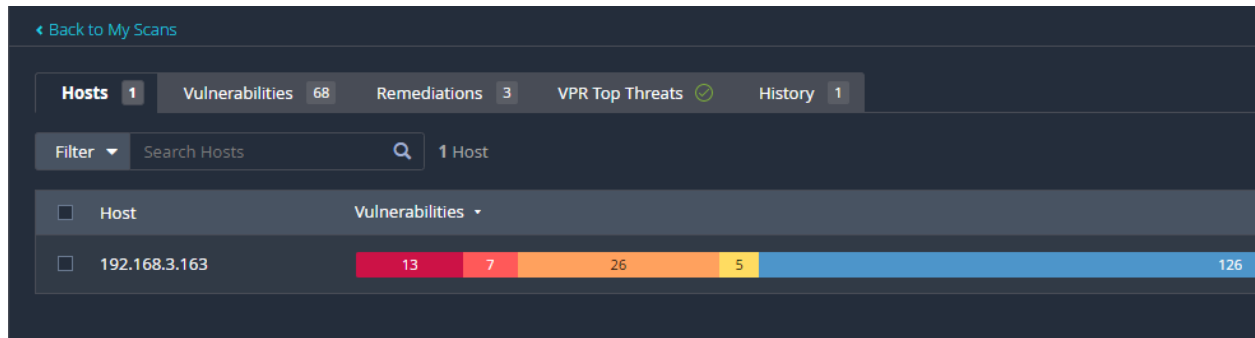 Back to My Scans
Hosts 1 Vulnerabilities 68 Remediations 3 VPR Top Threats History 1
Filter Search Hosts 1 Host
Host Vulnerabilities
192.168.3.163 13 7 26 5 126